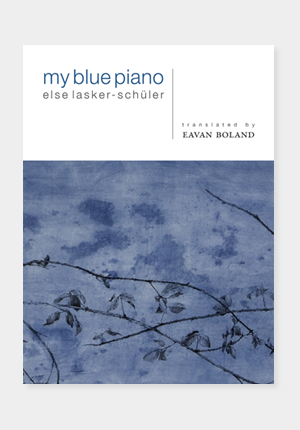 my blue piano
else lasker-schüler
translated by
EAVAN BOLAND